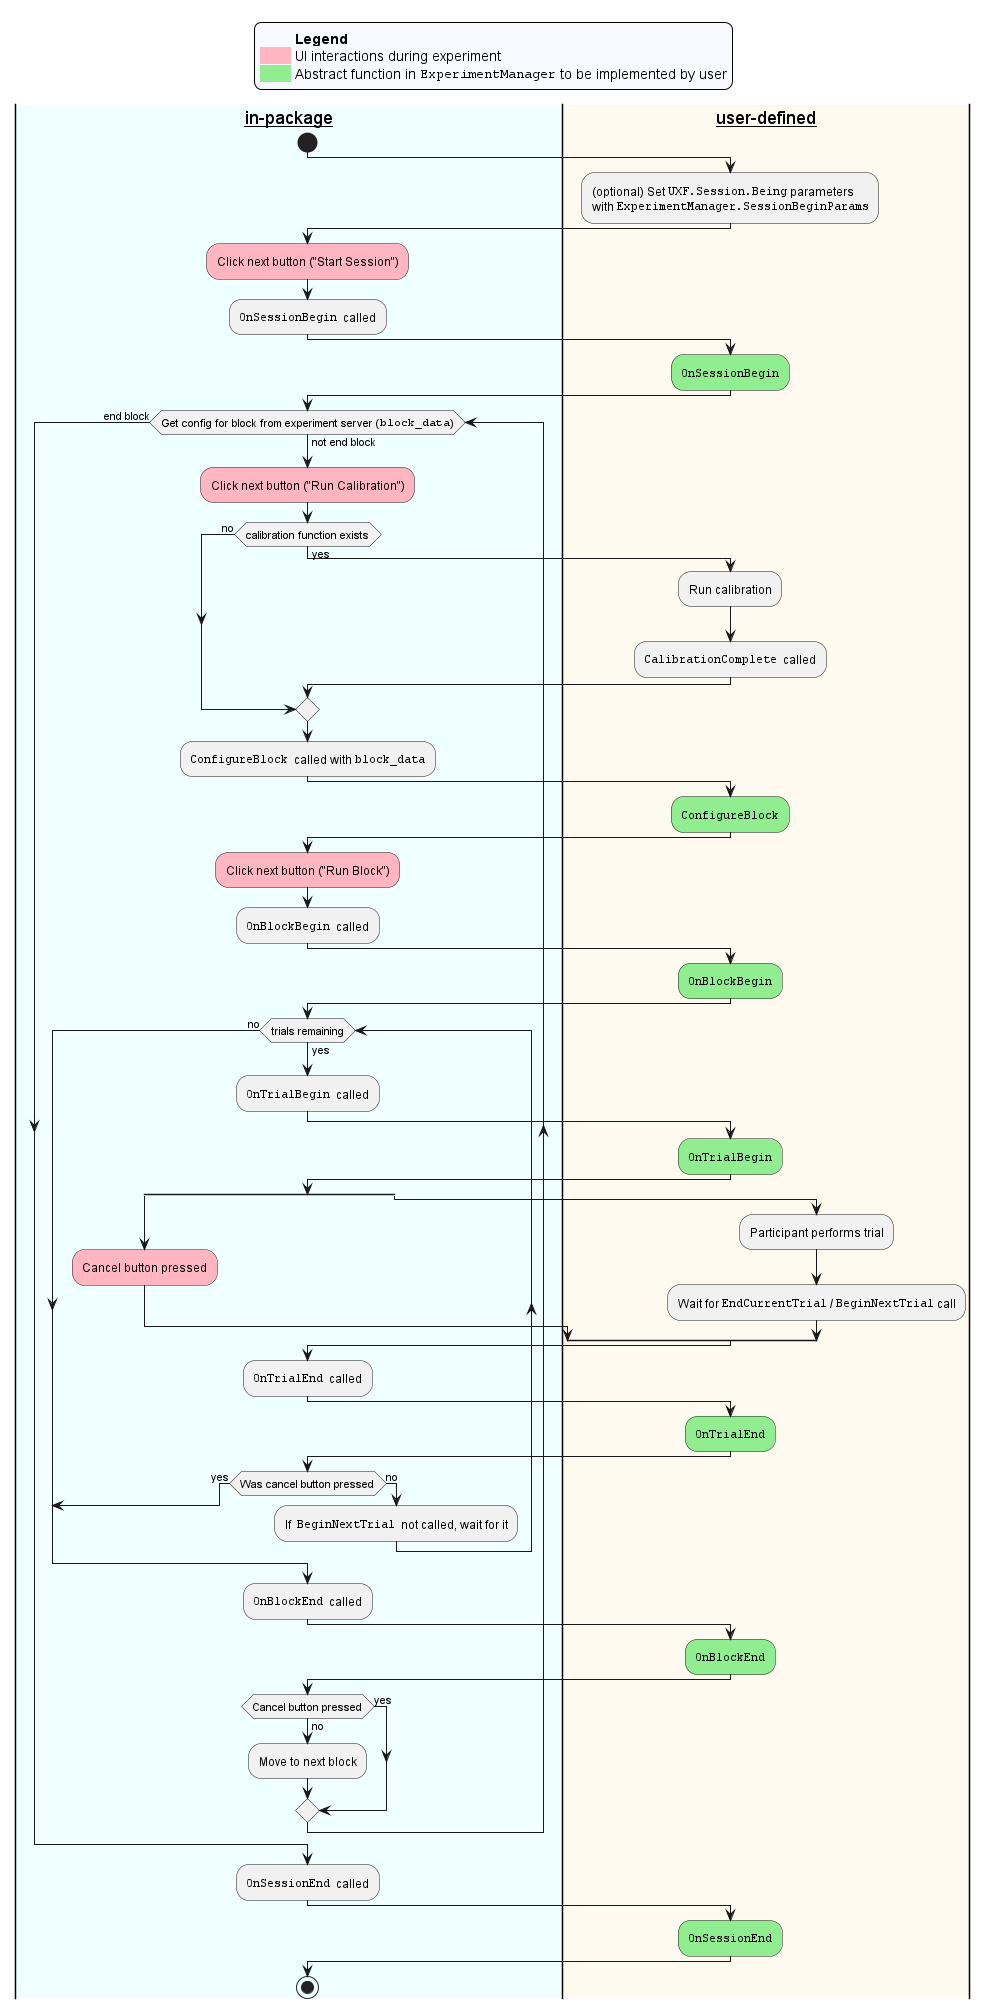 Legend
UI interactions during experiment
Abstract function in ExperimentManager to be implemented by user
in-package
user-defined
(optional) Set UXF.Session.Being parameters
with ExperimentManager.SessionBeginParams
Click next button ("Start Session")
OnSessionBegin called
OnSessionBegin
end block
Get config for block from experiment server (block_data)
not end block
Click next button ("Run Calibration")
no
calibration function exists
yes
Run calibration
CalibrationComplete called
ConfigureBlock called with block_data
ConfigureBlock
Click next button ("Run Block")
OnBlockBegin called
OnBlockBegin
no
trials remaining
yes
OnTrialBegin called
OnTrialBegin
Participant performs trial
Cancel button pressed
Wait for EndCurrentTrial / BeginNextTrial call
OnTrialEnd called
OnTrialEnd
yes
Was cancel button pressed
no
If BeginNextTrial not called, wait for it
OnBlockEnd called
OnBlockEnd
Cancel button pressed
yes
no
Move to next block
OnSessionEnd called
OnSessionEnd